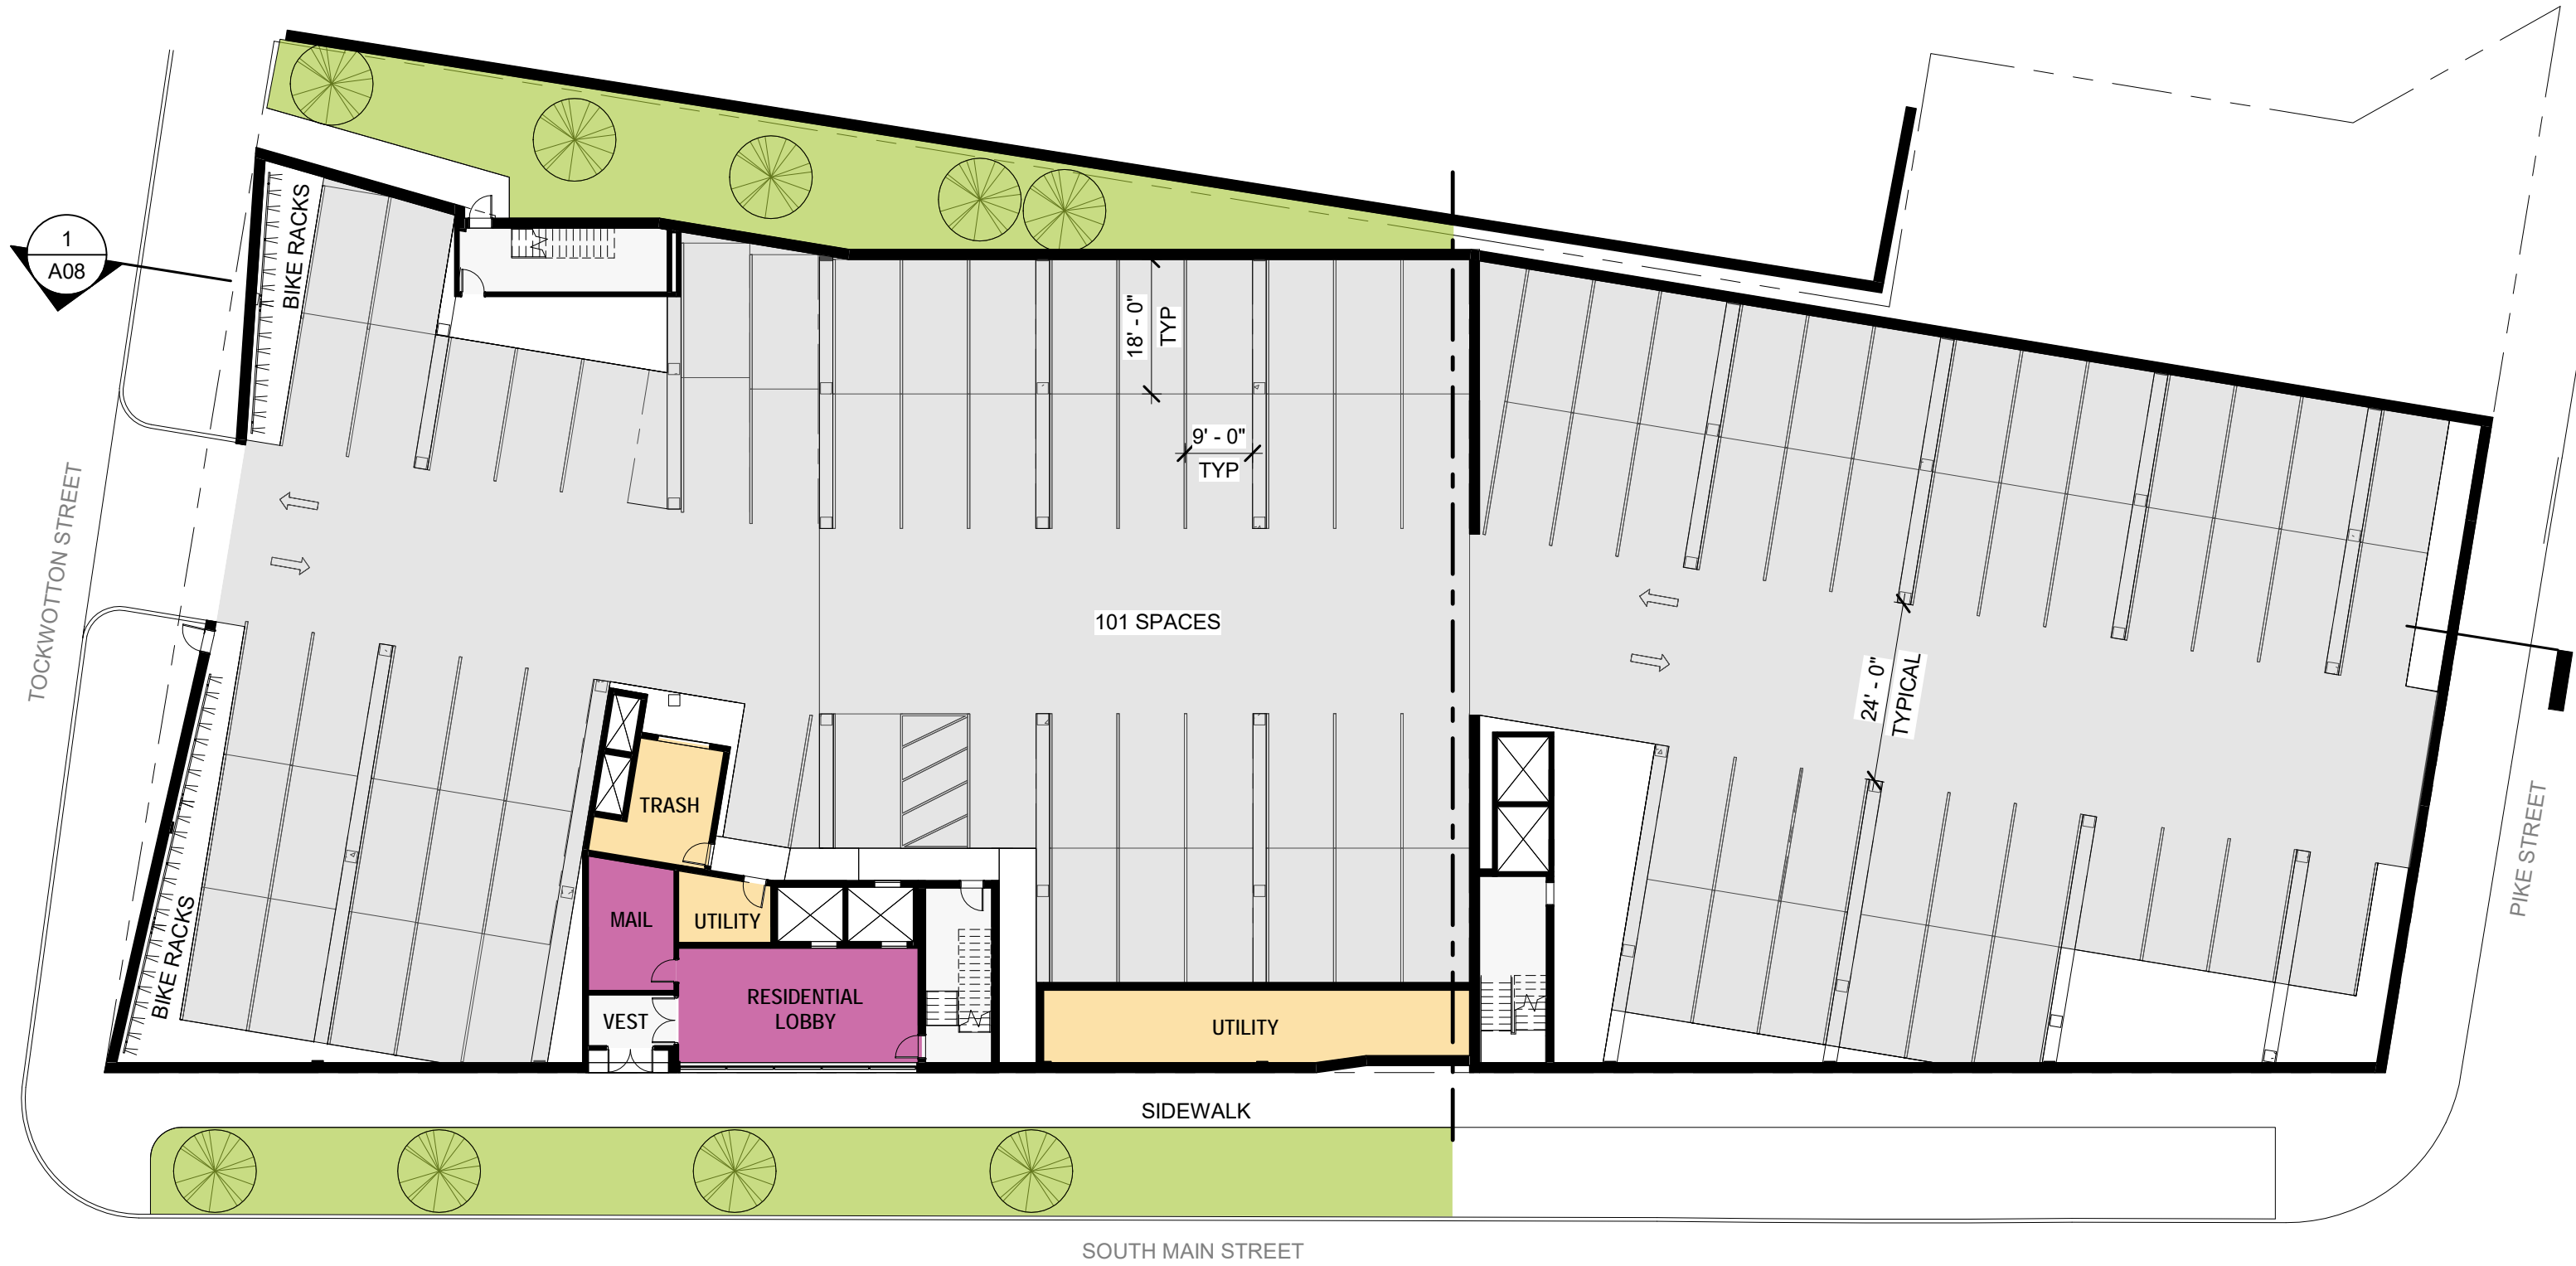 1
A08
BIKE RACKS
18' - 0"
TYP
9' - 0"
TYP
TOCKWOTTON STREET
101 SPACES
24' - 0"
TYPICAL
TRASH
PIKE STREET
MAIL
UTILITY
BIKE RACKS
RESIDENTIAL
LOBBY
VEST
UTILITY
SIDEWALK
SOUTH MAIN STREET